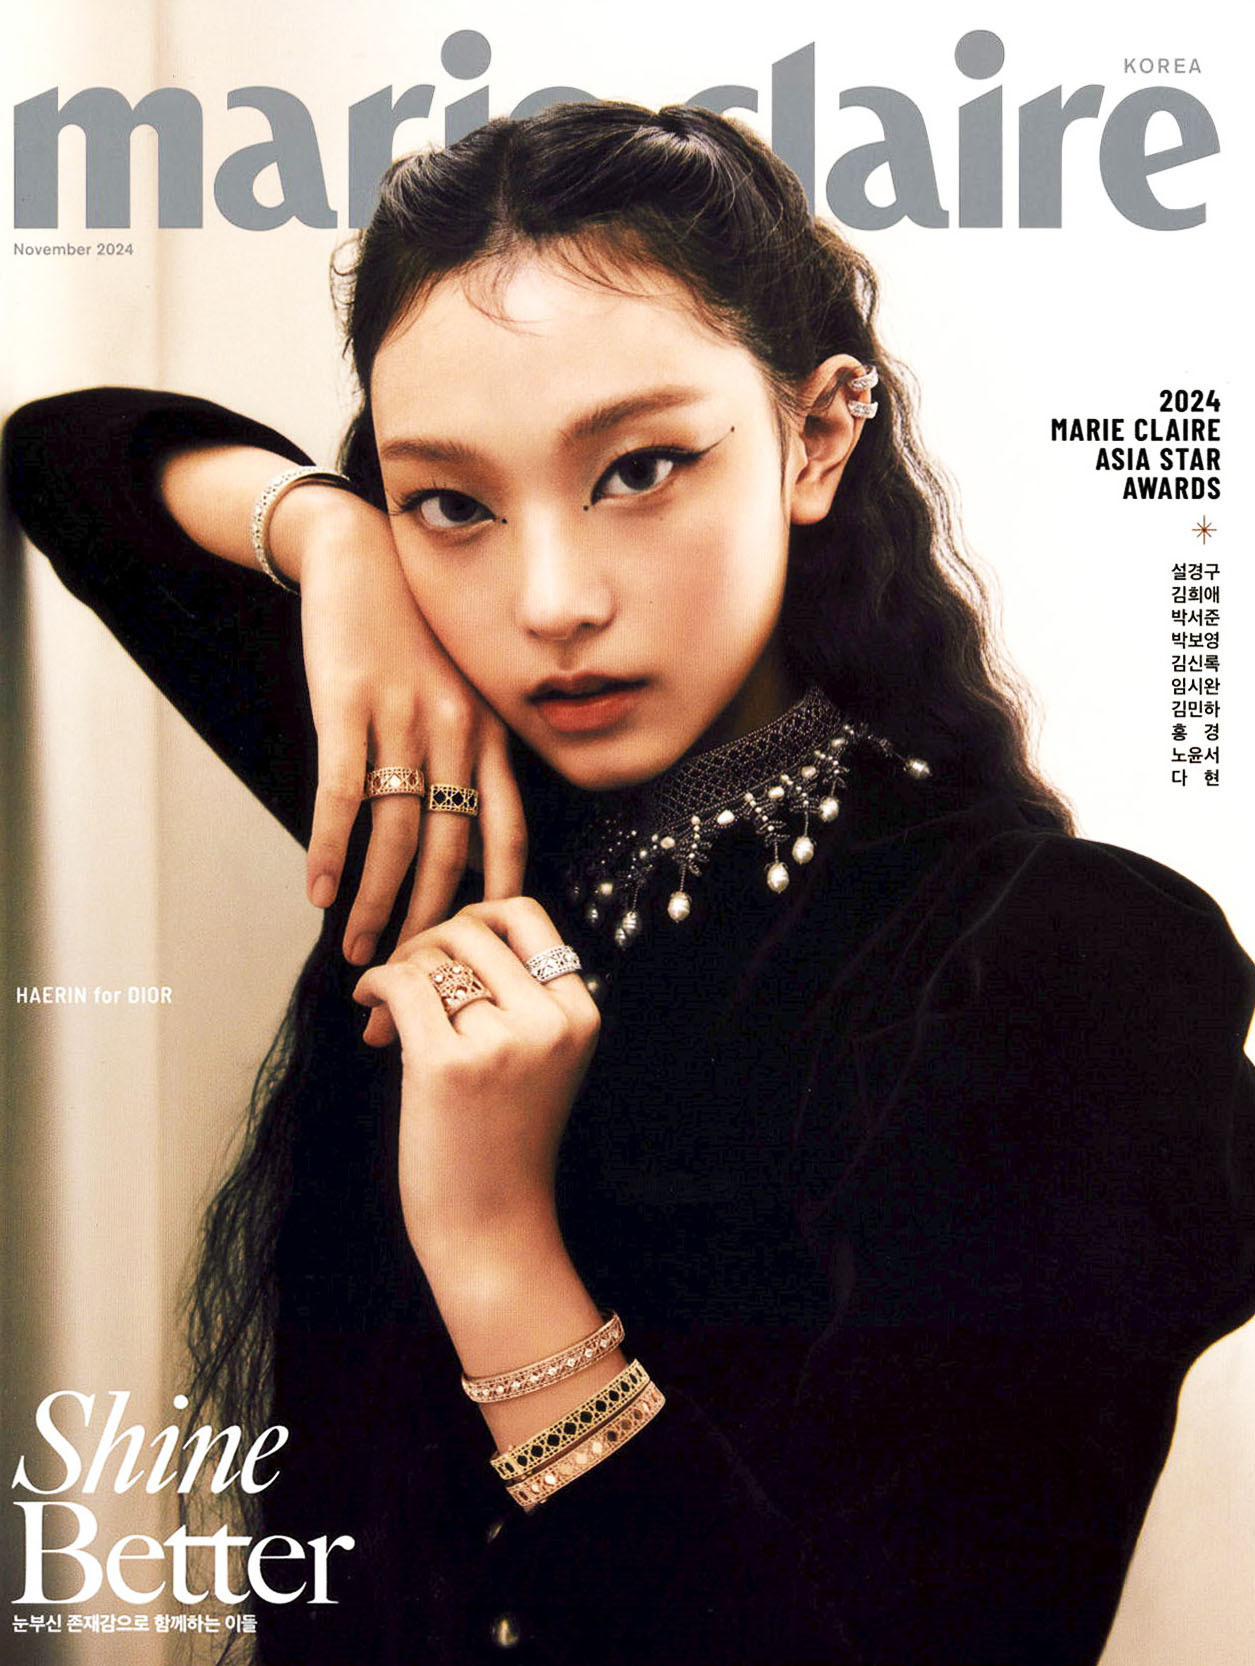 marie claire
KOREA
November 2024
2024
MARIE CLAIRE
ASIA STAR
AWARDS
설경구
김희애
박서준
박보영
김신록
임시완
김민하
홍 경
노윤서
다 현
HAERIN for DIOR
Shine
Better
눈부신 존재감으로 함께하는 이들